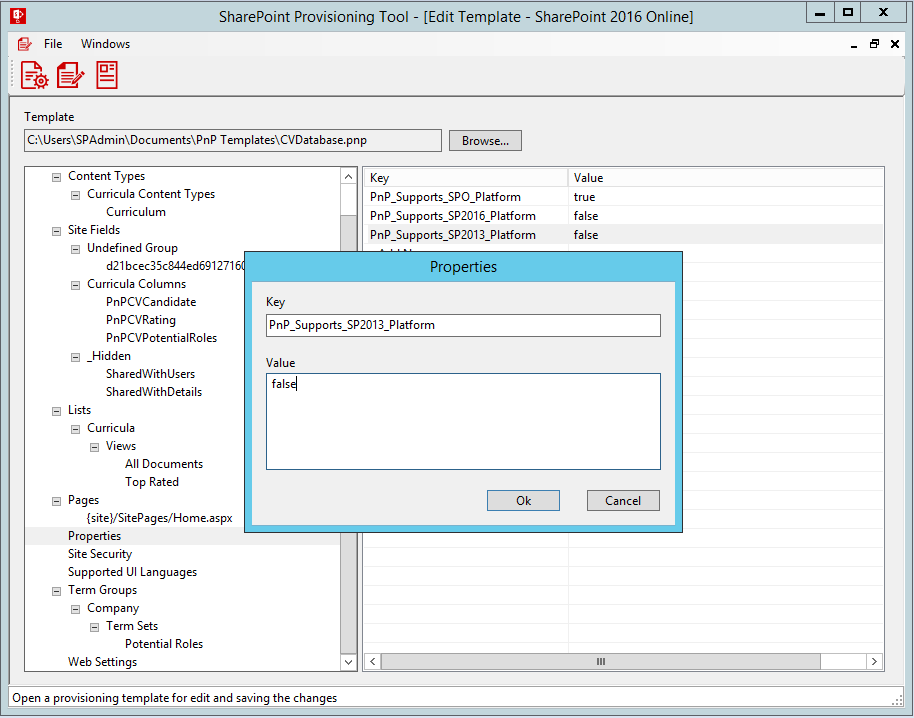 SharePoint Provisioning Tool - [Edit Template - SharePoint 2016 Online]
File Windows
Template
C:\Users\SPAdmin\Documents\PnP Templates\CVDatabase.pnp Browse...
Content Types
Curricula Content Types
Curriculum
Site Fields
Undefined Group
d21bcec35c844ed69127160
Curricula Columns
PnPCVCandidate
PnPCVRating
PnPCVPotentialRoles
_Hidden
SharedWithUsers
SharedWithDetails
Lists
Curricula
Views
All Documents
Top Rated
Pages
{site}/SitePages/Home.aspx
Properties
Site Security
Supported UI Languages
Term Groups
Company
Term Sets
Potential Roles
Web Settings
Key Value
PnP_Supports_SPO_Platform true
PnP_Supports_SP2016_Platform false
PnP_Supports_SP2013_Platform false
Properties
Key
PnP_Supports_SP2013_Platform
Value
false
Ok Cancel
Open a provisioning template for edit and saving the changes